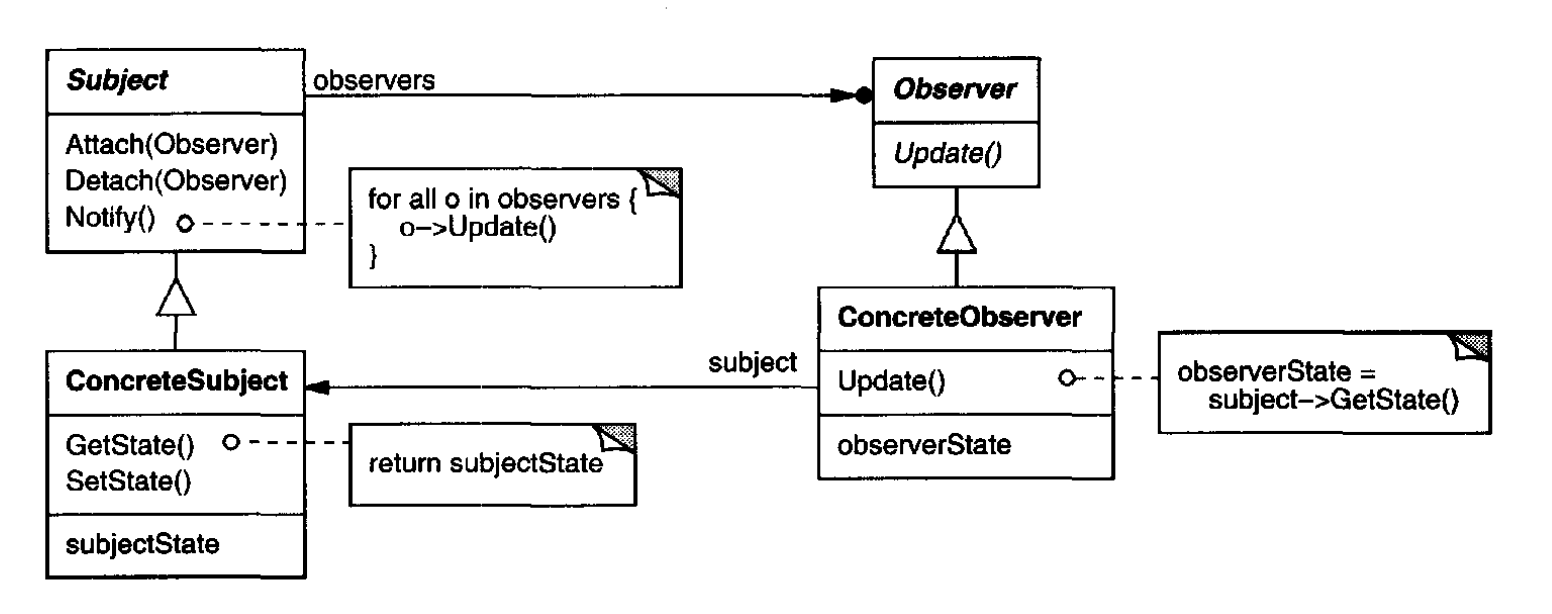 Subject
Attach(Observer)
Detach(Observer)
Notify()
observers
for all o in observers {
o->Update()
}
Observer
Update()
ConcreteSubject
GetState()
SetState()
subjectState
return subjectState
subject
ConcreteObserver
Update()
observerState
observerState =
subject->GetState()